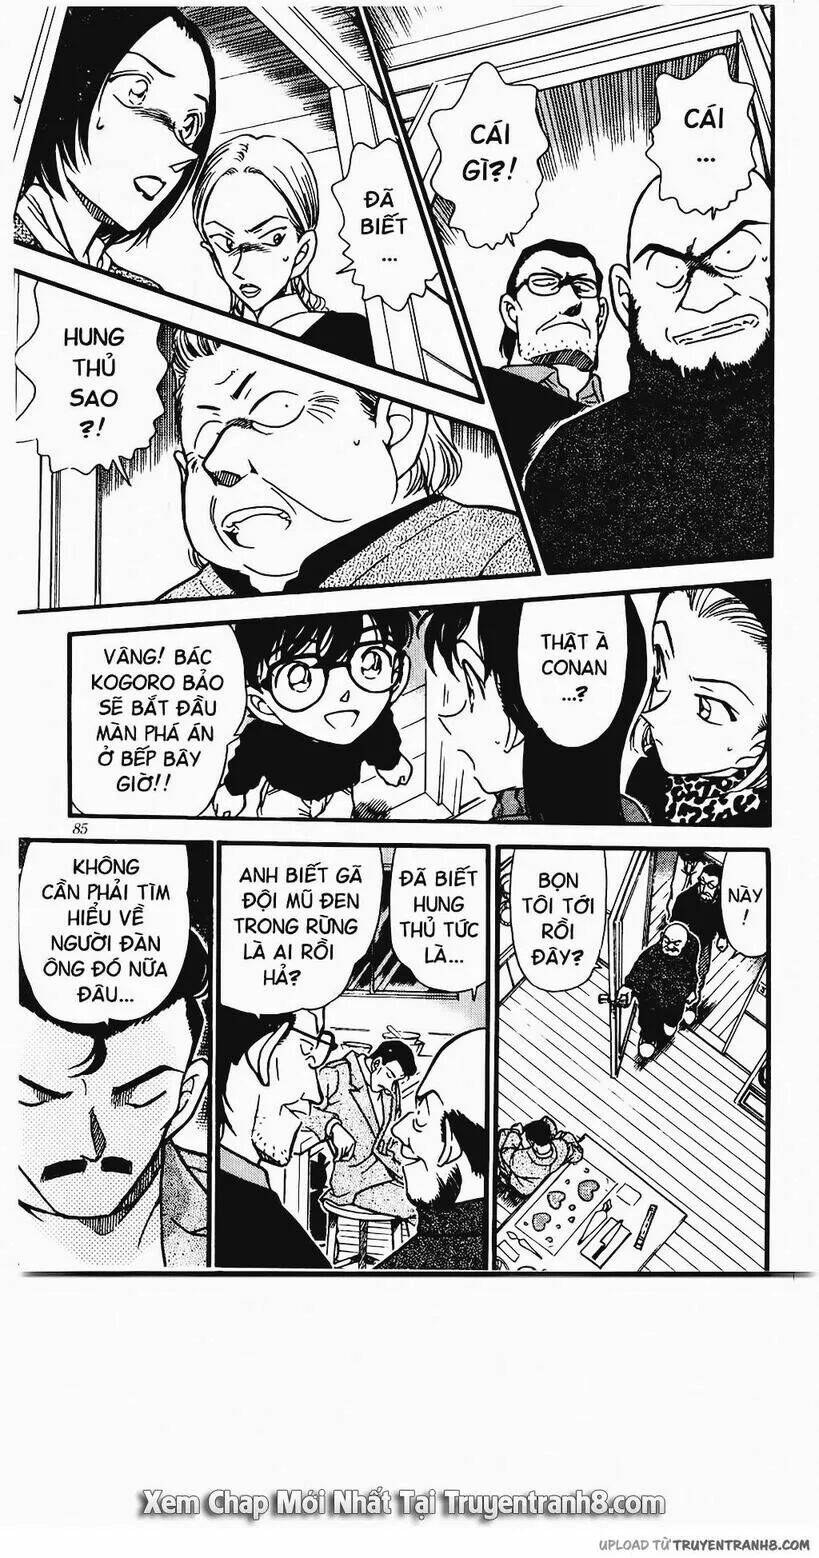 CÁI
...
CÁI
GÌ?!
ĐÃ
BIẾT
...
HUNG
THỦ
SAO
?!
THẬT À
CONAN
...?
VÂNG! BÁC
KOGORO BẢO
SẼ BẮT ĐẦU
MÀN PHÁ ÁN
Ở BẾP BÂY
GIỜ!!
85
NÀY
!
BỌN
TÔI TỚI
RỒI
ĐÂY?
ĐÃ BIẾT
HUNG
THỦ TỨC
LÀ...
ANH BIẾT GÃ
ĐỘI MŨ ĐEN
TRONG RỪNG
LÀ AI RỒI
HẢ?
KHÔNG
CẦN PHẢI TÌM
HIỂU VỀ
NGƯỜI ĐÀN
ÔNG ĐÓ NỮA
ĐÂU...
Xem Chap Mới Nhất Tại Truyentranh8.com
UPLOAD TỪ TRUYENTRANH8.COM